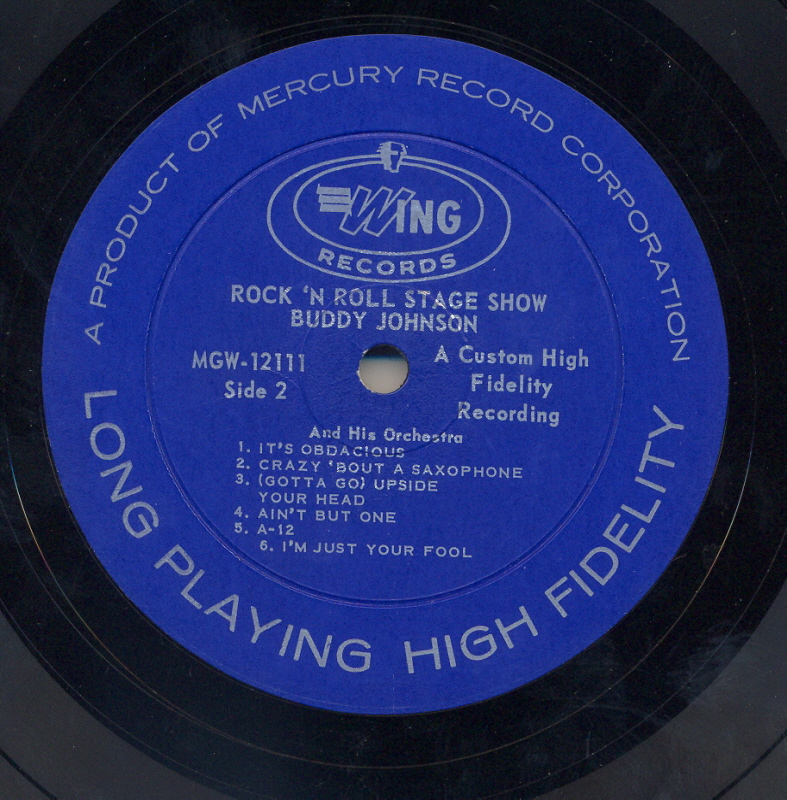 A PRODUCT OF MERCURY RECORD CORPORATION
WING
RECORDS
ROCK 'N ROLL STAGE SHOW
BUDDY JOHNSON
MGW-12111
Side 2
A Custom High
Fidelity
Recording
And His Orchestra
1. IT'S OBDACIOUS
2. CRAZY 'BOUT A SAXOPHONE
3. (GOTTA GO) UPSIDE
YOUR HEAD
4. AIN'T BUT ONE
5. A-12
6. I'M JUST YOUR FOOL
LONG PLAYING HIGH FIDELITY